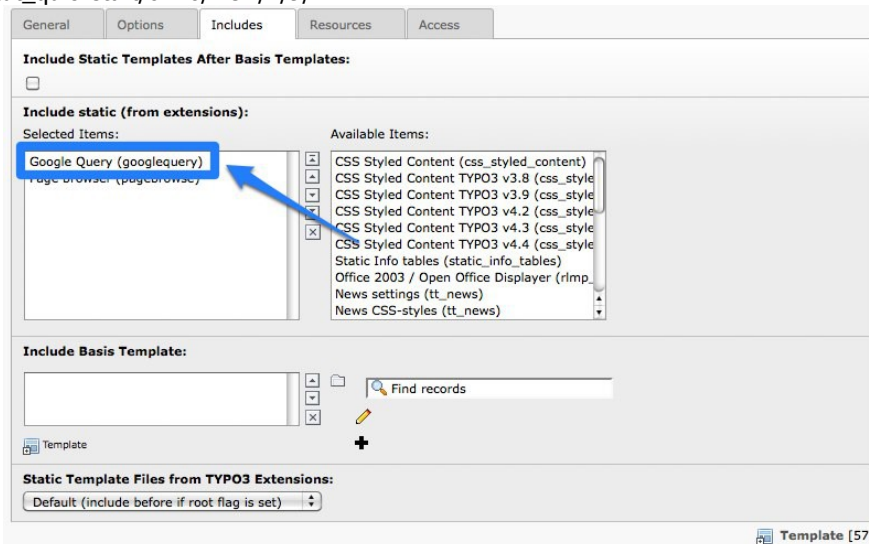 General Options Includes Resources Access
Include Static Templates After Basis Templates:
Include static (from extensions):
Selected Items: Available Items:
Google Query (googlequery)
Page browser (pagebrowse)
CSS Styled Content (css_styled_content)
CSS Styled Content TYPO3 v3.8 (css_style
CSS Styled Content TYPO3 v3.9 (css_style
CSS Styled Content TYPO3 v4.2 (css_style
CSS Styled Content TYPO3 v4.3 (css_style
CSS Styled Content TYPO3 v4.4 (css_style
Static Info tables (static_info_tables)
Office 2003 / Open Office Displayer (rlmp_
News settings (tt_news)
News CSS-styles (tt_news)
Include Basis Template:
Find records
Template
Static Template Files from TYPO3 Extensions:
Default (include before if root flag is set)
Template [57